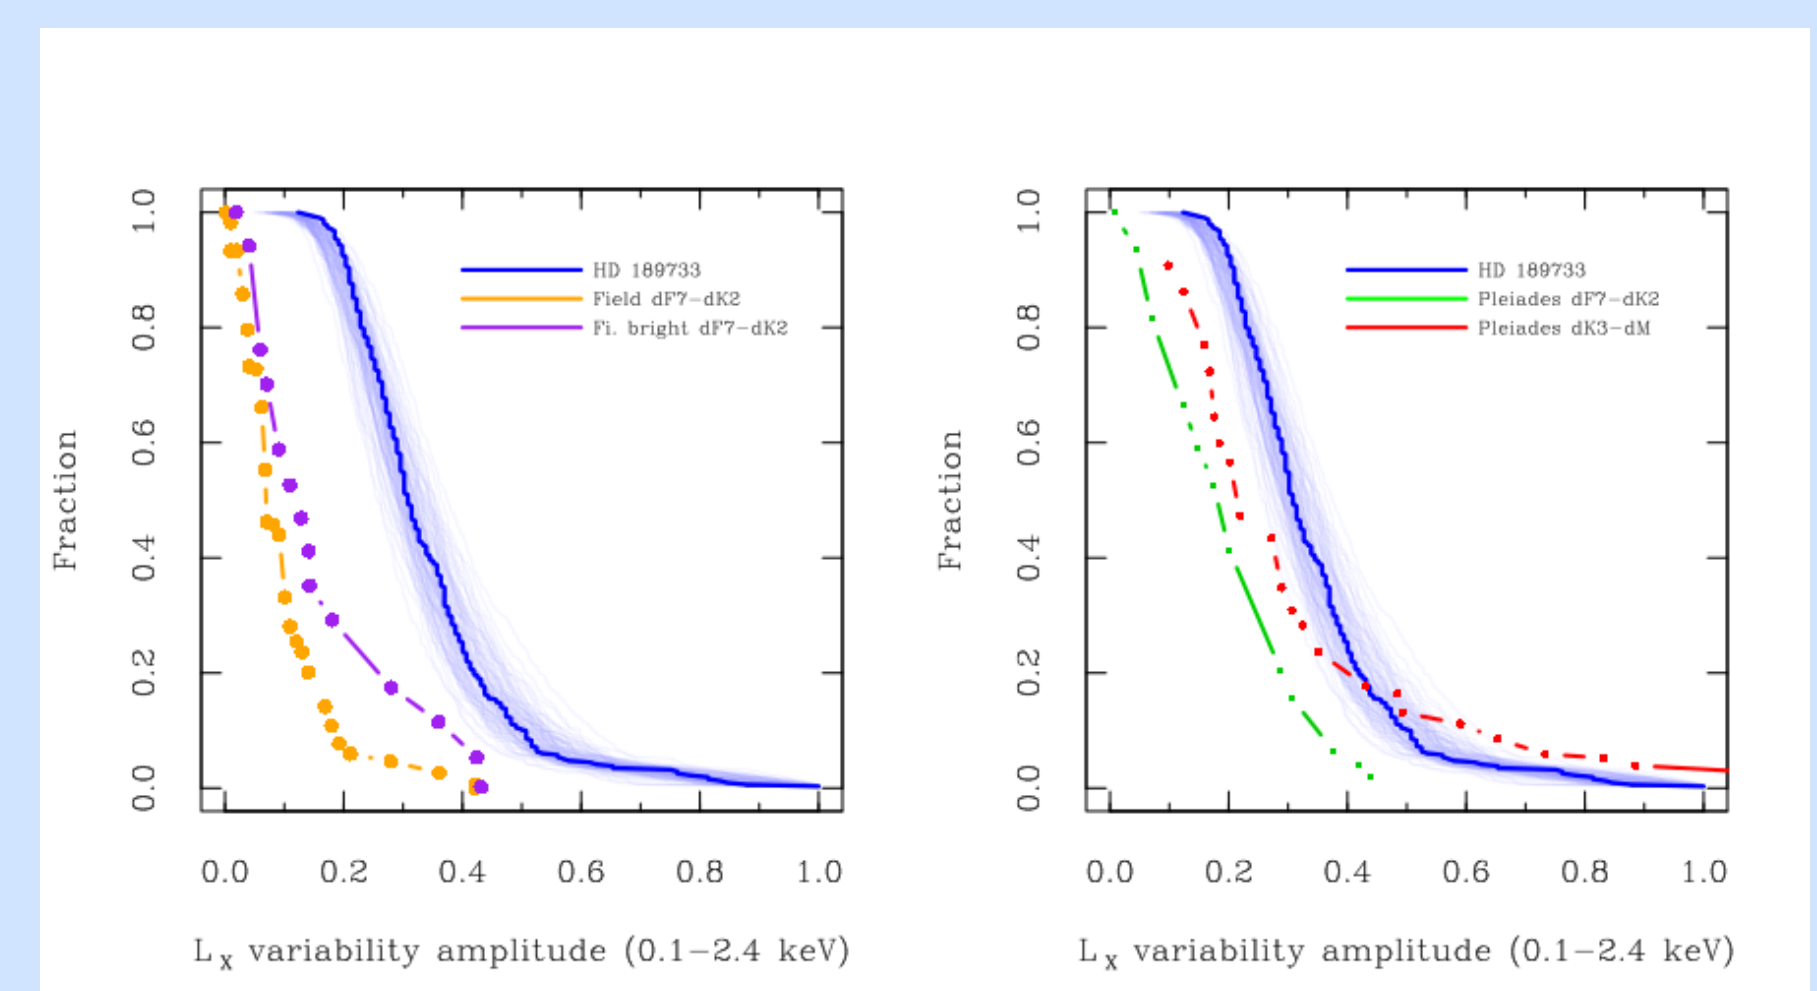 1.0
0.8
0.6
0.4
0.2
0.0
Fraction
HD 189733
Field dF7-dK2
Fi. bright dF7-dK2
0.0 0.2 0.4 0.6 0.8 1.0
L_X variability amplitude (0.1-2.4 keV)
1.0
0.8
0.6
0.4
0.2
0.0
Fraction
HD 189733
Pleiades dF7-dK2
Pleiades dK3-dM
0.0 0.2 0.4 0.6 0.8 1.0
L_X variability amplitude (0.1-2.4 keV)